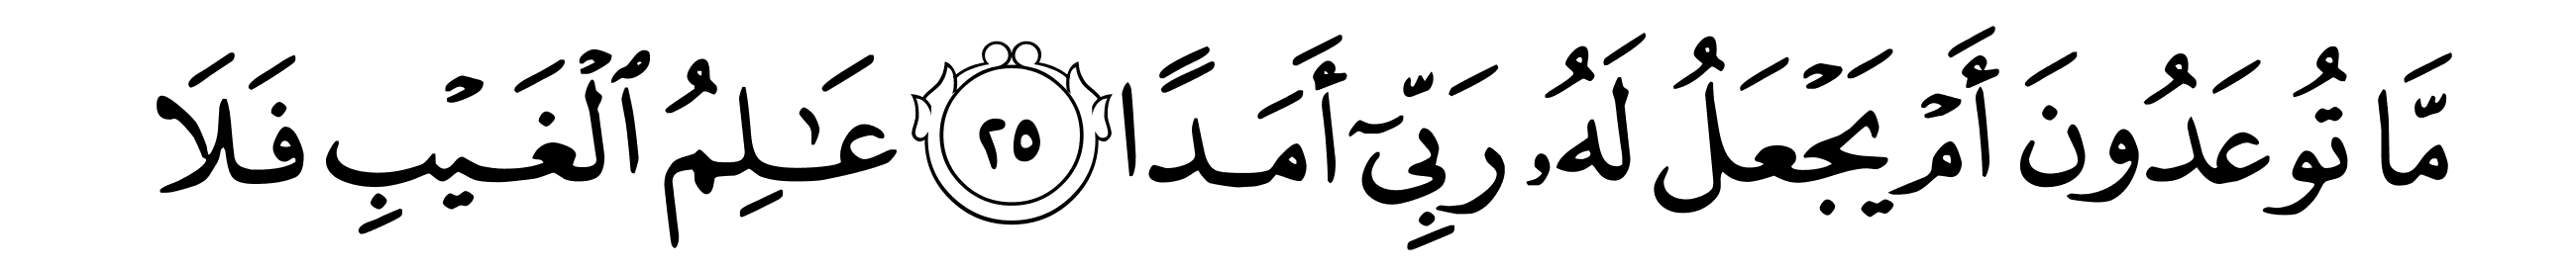 مَّا تُوعَدُونَ أَمْ يَجْعَلُ لَهُۥ رَبِّىٓ أَمَدًا ٢٥ عَـٰلِمُ ٱلْغَيْبِ فَلَا